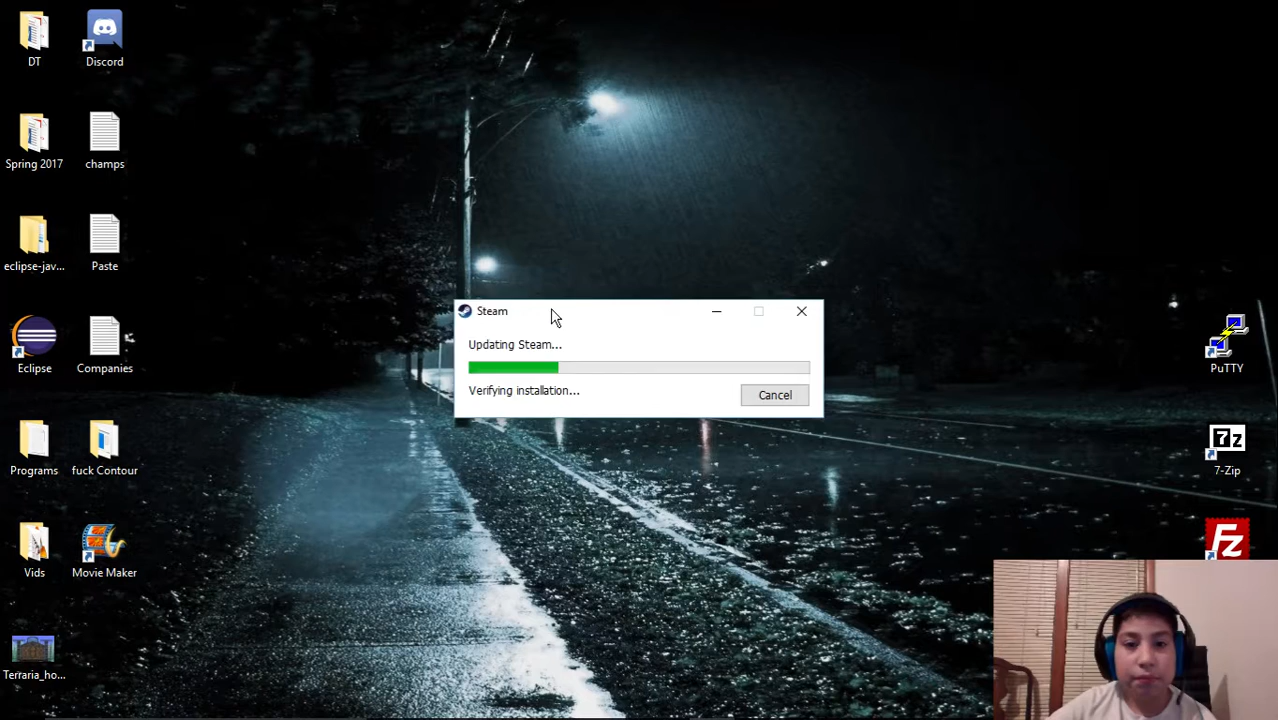 DT
Discord
Spring 2017
champs
eclipse-jav...
Paste
Eclipse
Companies
Programs
fuck Contour
Vids
Movie Maker
Terraria_ho...
Steam
Updating Steam...
Verifying installation...
Cancel
PuTTY
7z
7-Zip
Fz